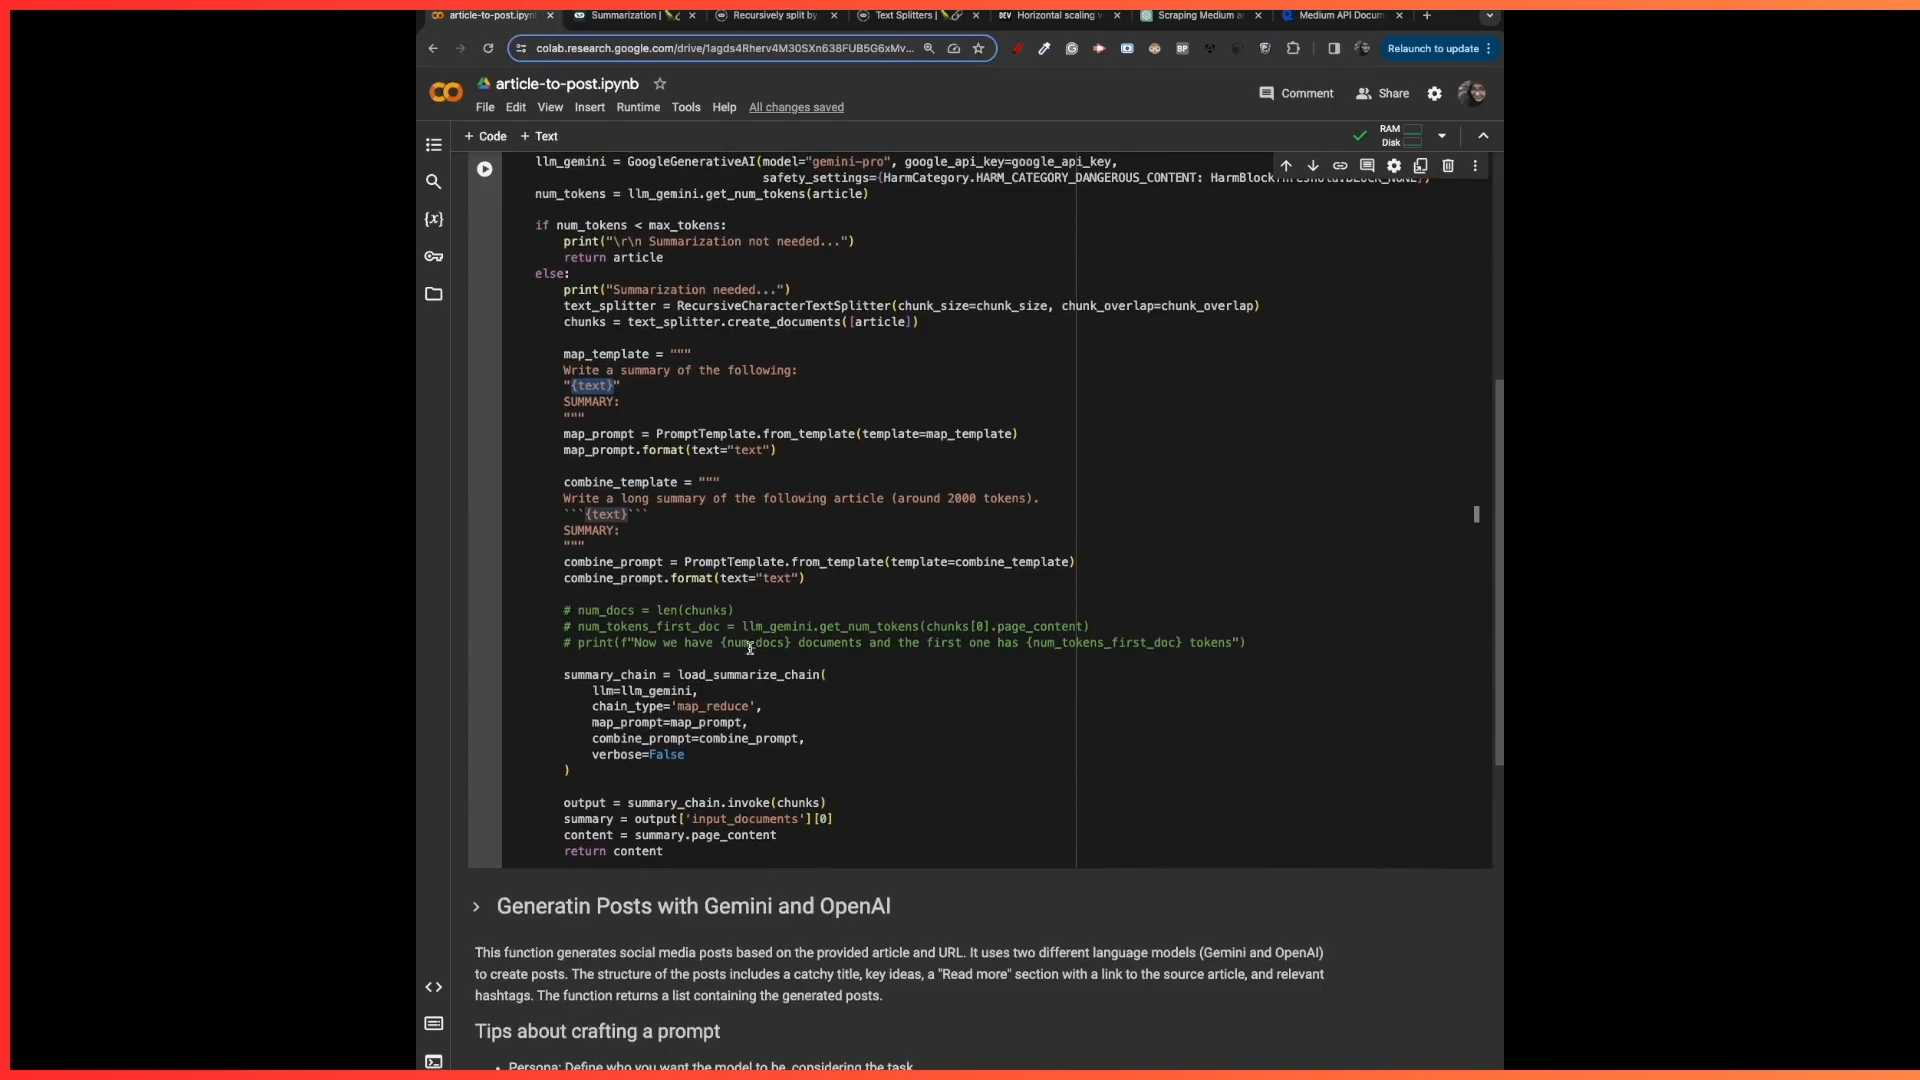 article-to-post.ipynb
Summarization |
Recursively split by
Text Splitters |
DEV Horizontal scaling
Scraping Medium
Medium API Docum
colab.research.google.com/drive/1agds4Rherv4M30SXn638FUB5G6xMv...
BP
Relaunch to update
article-to-post.ipynb
Comment
Share
File Edit View Insert Runtime Tools Help All changes saved
+ Code + Text
RAM
Disk
llm_gemini = GoogleGenerativeAI(model="gemini-pro", google_api_key=google_api_key,
safety_settings={HarmCategory.HARM_CATEGORY_DANGEROUS_CONTENT: HarmBlockThreshold.BLOCK_NONE})
num_tokens = llm_gemini.get_num_tokens(article)
if num_tokens < max_tokens:
print("\r\n Summarization not needed...")
return article
else:
print("Summarization needed...")
text_splitter = RecursiveCharacterTextSplitter(chunk_size=chunk_size, chunk_overlap=chunk_overlap)
chunks = text_splitter.create_documents([article])
map_template = """
Write a summary of the following:
"{text}"
SUMMARY:
"""
map_prompt = PromptTemplate.from_template(template=map_template)
map_prompt.format(text="text")
combine_template = """
Write a long summary of the following article (around 2000 tokens).
```{text}```
SUMMARY:
"""
combine_prompt = PromptTemplate.from_template(template=combine_template)
combine_prompt.format(text="text")
# num_docs = len(chunks)
# num_tokens_first_doc = llm_gemini.get_num_tokens(chunks[0].page_content)
# print(f"Now we have {num_docs} documents and the first one has {num_tokens_first_doc} tokens")
summary_chain = load_summarize_chain(
llm=llm_gemini,
chain_type='map_reduce',
map_prompt=map_prompt,
combine_prompt=combine_prompt,
verbose=False
)
output = summary_chain.invoke(chunks)
summary = output['input_documents'][0]
content = summary.page_content
return content
Generatin Posts with Gemini and OpenAI
This function generates social media posts based on the provided article and URL. It uses two different language models (Gemini and OpenAI)
to create posts. The structure of the posts includes a catchy title, key ideas, a "Read more" section with a link to the source article, and relevant
hashtags. The function returns a list containing the generated posts.
Tips about crafting a prompt
• Persona: Define who you want the model to be, considering the task